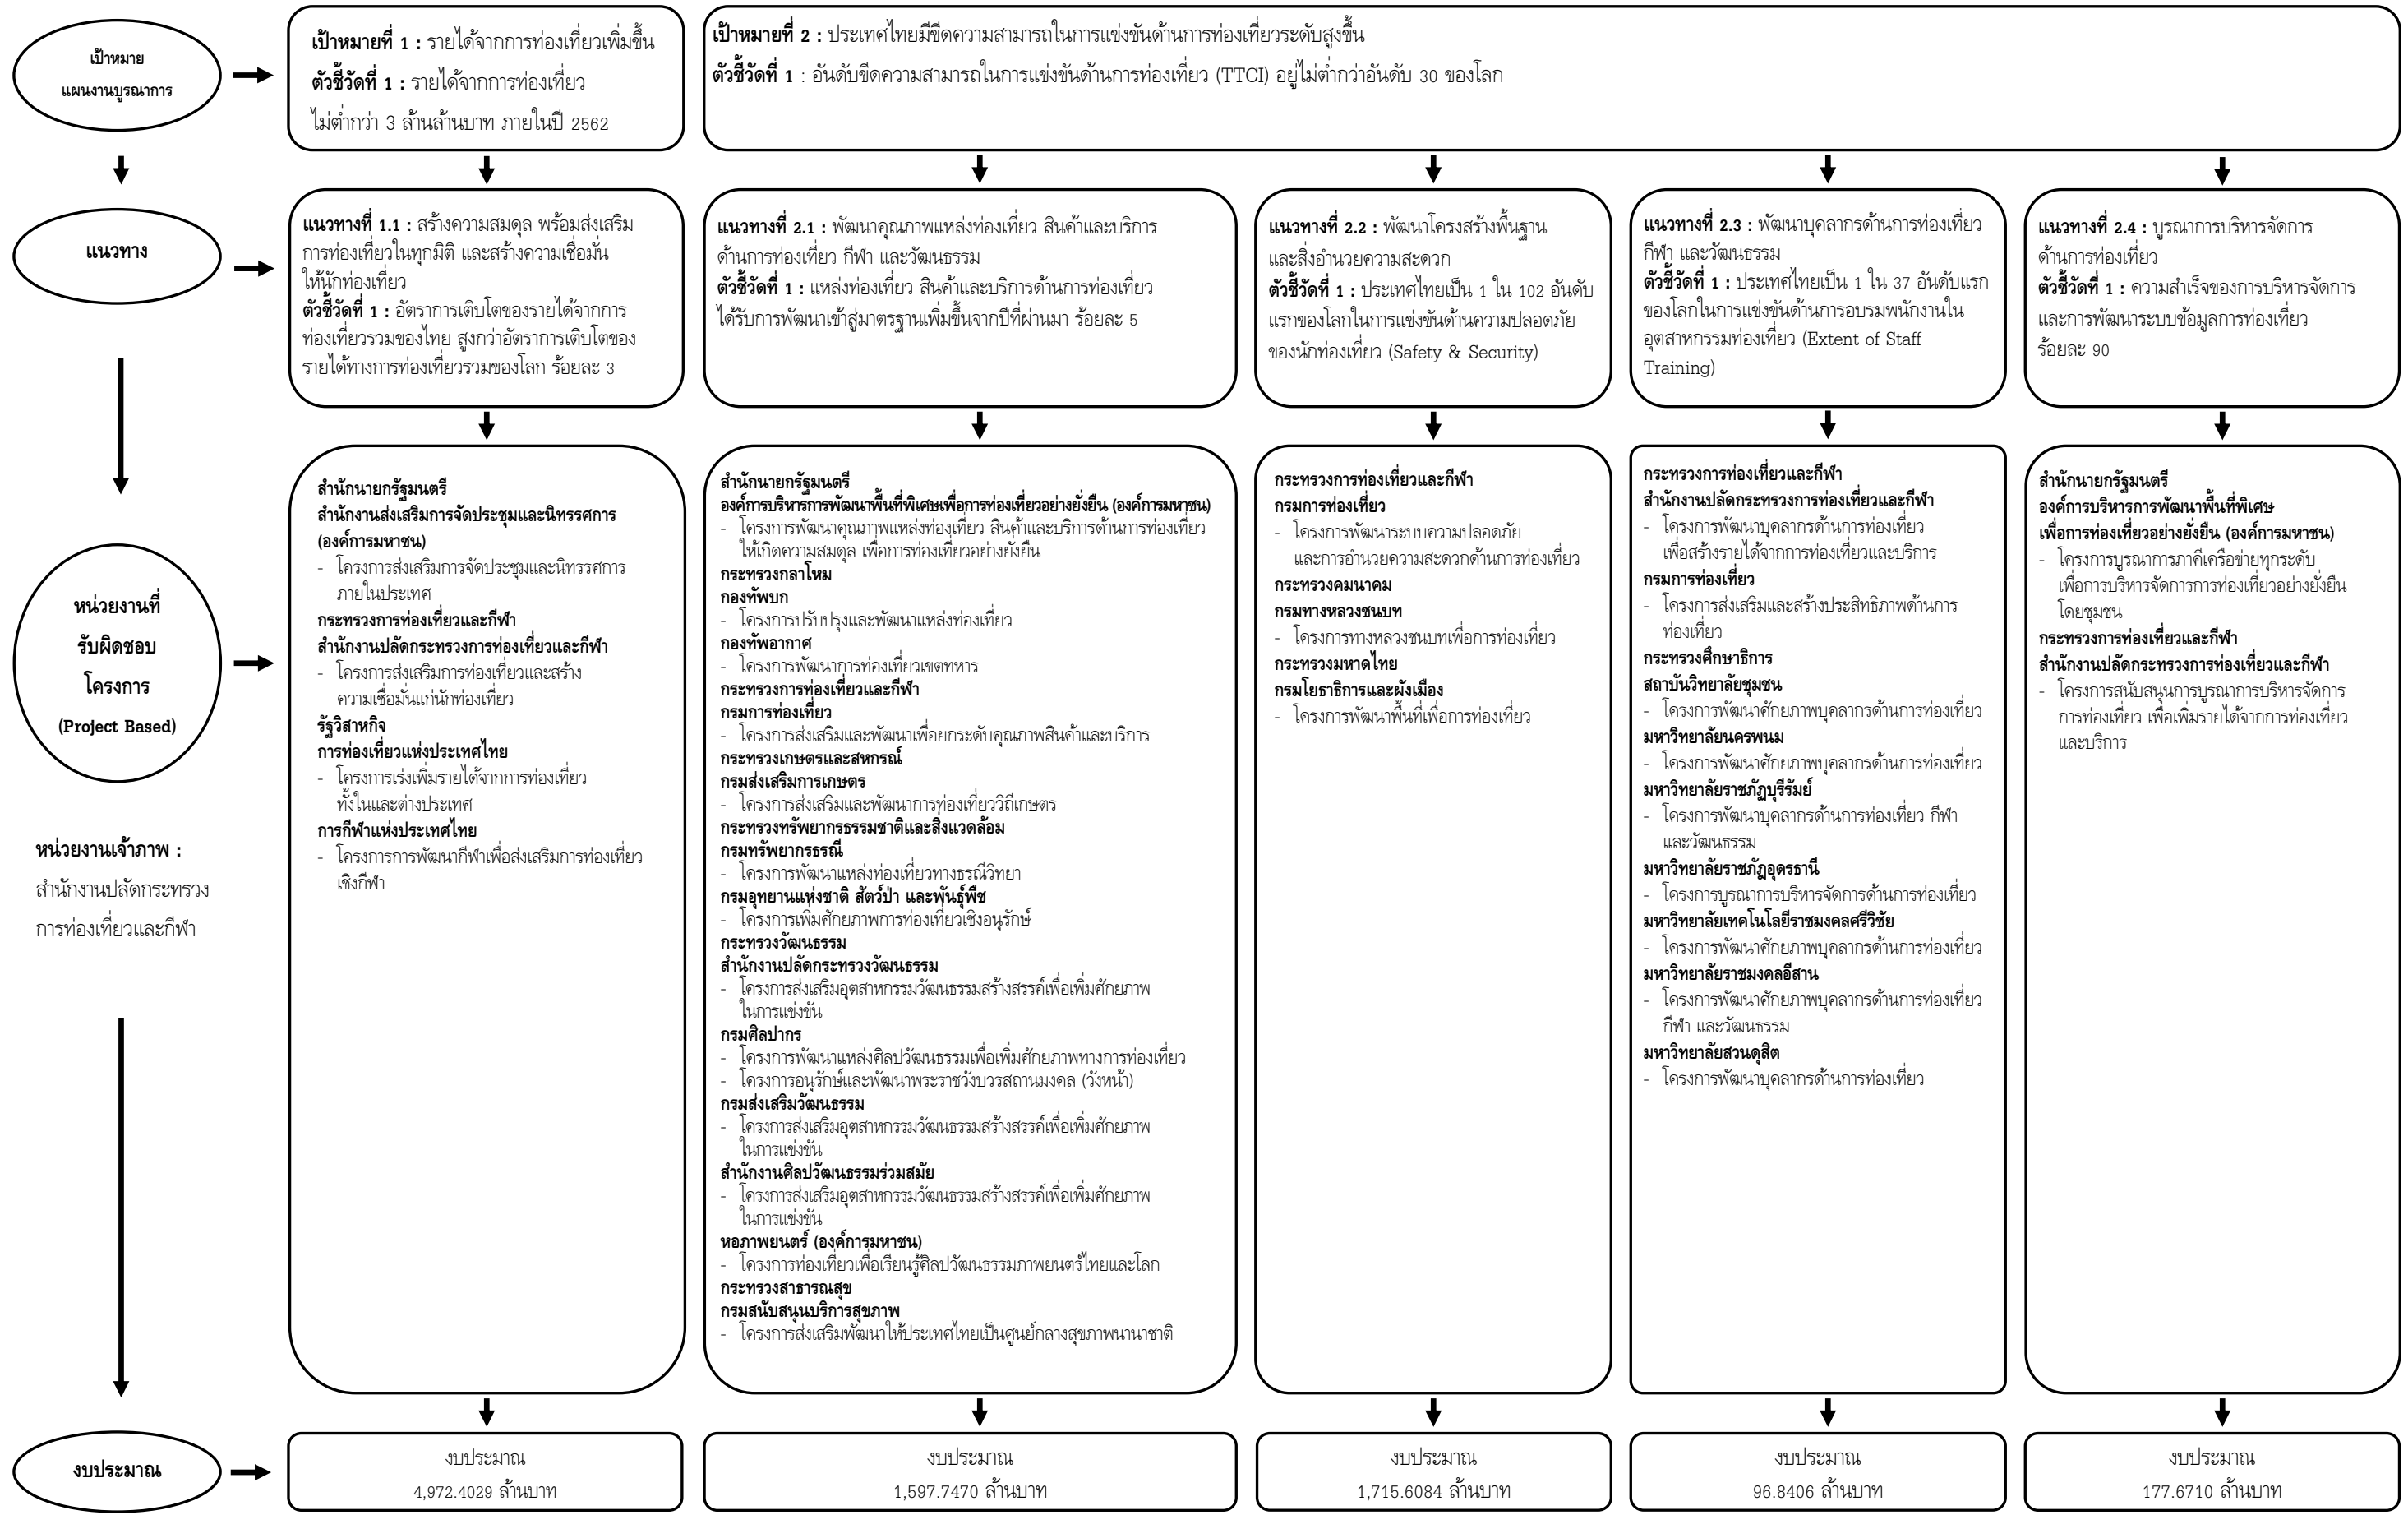 เป้าหมาย
แผนงานบูรณาการ
เป้าหมายที่ 1 : รายได้จากการท่องเที่ยวเพิ่มขึ้น
ตัวชี้วัดที่ 1 : รายได้จากการท่องเที่ยว
ไม่ต่ำกว่า 3 ล้านล้านบาท ภายในปี 2562
เป้าหมายที่ 2 : ประเทศไทยมีขีดความสามารถในการแข่งขันด้านการท่องเที่ยวระดับสูงขึ้น
ตัวชี้วัดที่ 1 : อันดับขีดความสามารถในการแข่งขันด้านการท่องเที่ยว (TTCI) อยู่ไม่ต่ำกว่าอันดับ 30 ของโลก
แนวทาง
แนวทางที่ 1.1 : สร้างความสมดุล พร้อมส่งเสริม
การท่องเที่ยวในทุกมิติ และสร้างความเชื่อมั่น
ให้นักท่องเที่ยว
ตัวชี้วัดที่ 1 : อัตราการเติบโตของรายได้จากการ
ท่องเที่ยวรวมของไทย สูงกว่าอัตราการเติบโตของ
รายได้ทางการท่องเที่ยวรวมของโลก ร้อยละ 3
แนวทางที่ 2.1 : พัฒนาคุณภาพแหล่งท่องเที่ยว สินค้าและบริการ
ด้านการท่องเที่ยว กีฬา และวัฒนธรรม
ตัวชี้วัดที่ 1 : แหล่งท่องเที่ยว สินค้าและบริการด้านการท่องเที่ยว
ได้รับการพัฒนาเข้าสู่มาตรฐานเพิ่มขึ้นจากปีที่ผ่านมา ร้อยละ 5
แนวทางที่ 2.2 : พัฒนาโครงสร้างพื้นฐาน
และสิ่งอำนวยความสะดวก
ตัวชี้วัดที่ 1 : ประเทศไทยเป็น 1 ใน 102 อันดับ
แรกของโลกในการแข่งขันด้านความปลอดภัย
ของนักท่องเที่ยว (Safety & Security)
แนวทางที่ 2.3 : พัฒนาบุคลากรด้านการท่องเที่ยว
กีฬา และวัฒนธรรม
ตัวชี้วัดที่ 1 : ประเทศไทยเป็น 1 ใน 37 อันดับแรก
ของโลกในการแข่งขันด้านการอบรมพนักงานใน
อุตสาหกรรมท่องเที่ยว (Extent of Staff
Training)
แนวทางที่ 2.4 : บูรณาการบริหารจัดการ
ด้านการท่องเที่ยว
ตัวชี้วัดที่ 1 : ความสำเร็จของการบริหารจัดการ
และการพัฒนาระบบข้อมูลการท่องเที่ยว
ร้อยละ 90
หน่วยงานที่
รับผิดชอบ
โครงการ
(Project Based)
หน่วยงานเจ้าภาพ :
สำนักงานปลัดกระทรวง
การท่องเที่ยวและกีฬา
สำนักนายกรัฐมนตรี
สำนักงานส่งเสริมการจัดประชุมและนิทรรศการ
(องค์การมหาชน)
- โครงการส่งเสริมการจัดประชุมและนิทรรศการ
ภายในประเทศ
กระทรวงการท่องเที่ยวและกีฬา
สำนักงานปลัดกระทรวงการท่องเที่ยวและกีฬา
- โครงการส่งเสริมการท่องเที่ยวและสร้าง
ความเชื่อมั่นแก่นักท่องเที่ยว
รัฐวิสาหกิจ
การท่องเที่ยวแห่งประเทศไทย
- โครงการเร่งเพิ่มรายได้จากการท่องเที่ยว
ทั้งในและต่างประเทศ
การกีฬาแห่งประเทศไทย
- โครงการการพัฒนากีฬาเพื่อส่งเสริมการท่องเที่ยว
เชิงกีฬา
สำนักนายกรัฐมนตรี
องค์การบริหารการพัฒนาพื้นที่พิเศษเพื่อการท่องเที่ยวอย่างยั่งยืน (องค์การมหาชน)
- โครงการพัฒนาคุณภาพแหล่งท่องเที่ยว สินค้าและบริการด้านการท่องเที่ยว
ให้เกิดความสมดุล เพื่อการท่องเที่ยวอย่างยั่งยืน
กระทรวงกลาโหม
กองทัพบก
- โครงการปรับปรุงและพัฒนาแหล่งท่องเที่ยว
กองทัพอากาศ
- โครงการพัฒนาการท่องเที่ยวเขตทหาร
กระทรวงการท่องเที่ยวและกีฬา
กรมการท่องเที่ยว
- โครงการส่งเสริมและพัฒนาเพื่อยกระดับคุณภาพสินค้าและบริการ
กระทรวงเกษตรและสหกรณ์
กรมส่งเสริมการเกษตร
- โครงการส่งเสริมและพัฒนาการท่องเที่ยววิถีเกษตร
กระทรวงทรัพยากรธรรมชาติและสิ่งแวดล้อม
กรมทรัพยากรธรณี
- โครงการพัฒนาแหล่งท่องเที่ยวทางธรณีวิทยา
กรมอุทยานแห่งชาติ สัตว์ป่า และพันธุ์พืช
- โครงการเพิ่มศักยภาพการท่องเที่ยวเชิงอนุรักษ์
กระทรวงวัฒนธรรม
สำนักงานปลัดกระทรวงวัฒนธรรม
- โครงการส่งเสริมอุตสาหกรรมวัฒนธรรมสร้างสรรค์เพื่อเพิ่มศักยภาพ
ในการแข่งขัน
กรมศิลปากร
- โครงการพัฒนาแหล่งศิลปวัฒนธรรมเพื่อเพิ่มศักยภาพทางการท่องเที่ยว
- โครงการอนุรักษ์และพัฒนาพระราชวังบวรสถานมงคล (วังหน้า)
กรมส่งเสริมวัฒนธรรม
- โครงการส่งเสริมอุตสาหกรรมวัฒนธรรมสร้างสรรค์เพื่อเพิ่มศักยภาพ
ในการแข่งขัน
สำนักงานศิลปวัฒนธรรมร่วมสมัย
- โครงการส่งเสริมอุตสาหกรรมวัฒนธรรมสร้างสรรค์เพื่อเพิ่มศักยภาพ
ในการแข่งขัน
หอภาพยนตร์ (องค์การมหาชน)
- โครงการท่องเที่ยวเพื่อเรียนรู้ศิลปวัฒนธรรมภาพยนตร์ไทยและโลก
กระทรวงสาธารณสุข
กรมสนับสนุนบริการสุขภาพ
- โครงการส่งเสริมพัฒนาให้ประเทศไทยเป็นศูนย์กลางสุขภาพนานาชาติ
กระทรวงการท่องเที่ยวและกีฬา
กรมการท่องเที่ยว
- โครงการพัฒนาระบบความปลอดภัย
และการอำนวยความสะดวกด้านการท่องเที่ยว
กระทรวงคมนาคม
กรมทางหลวงชนบท
- โครงการทางหลวงชนบทเพื่อการท่องเที่ยว
กระทรวงมหาดไทย
กรมโยธาธิการและผังเมือง
- โครงการพัฒนาพื้นที่เพื่อการท่องเที่ยว
กระทรวงการท่องเที่ยวและกีฬา
สำนักงานปลัดกระทรวงการท่องเที่ยวและกีฬา
- โครงการพัฒนาบุคลากรด้านการท่องเที่ยว
เพื่อสร้างรายได้จากการท่องเที่ยวและบริการ
กรมการท่องเที่ยว
- โครงการส่งเสริมและสร้างประสิทธิภาพด้านการ
ท่องเที่ยว
กระทรวงศึกษาธิการ
สถาบันวิทยาลัยชุมชน
- โครงการพัฒนาศักยภาพบุคลากรด้านการท่องเที่ยว
มหาวิทยาลัยนครพนม
- โครงการพัฒนาศักยภาพบุคลากรด้านการท่องเที่ยว
มหาวิทยาลัยราชภัฏบุรีรัมย์
- โครงการพัฒนาบุคลากรด้านการท่องเที่ยว กีฬา
และวัฒนธรรม
มหาวิทยาลัยราชภัฏอุดรธานี
- โครงการบูรณาการบริหารจัดการด้านการท่องเที่ยว
มหาวิทยาลัยเทคโนโลยีราชมงคลศรีวิชัย
- โครงการพัฒนาศักยภาพบุคลากรด้านการท่องเที่ยว
มหาวิทยาลัยราชมงคลอีสาน
- โครงการพัฒนาศักยภาพบุคลากรด้านการท่องเที่ยว
กีฬา และวัฒนธรรม
มหาวิทยาลัยสวนดุสิต
- โครงการพัฒนาบุคลากรด้านการท่องเที่ยว
สำนักนายกรัฐมนตรี
องค์การบริหารการพัฒนาพื้นที่พิเศษ
เพื่อการท่องเที่ยวอย่างยั่งยืน (องค์การมหาชน)
- โครงการบูรณาการภาคีเครือข่ายทุกระดับ
เพื่อการบริหารจัดการการท่องเที่ยวอย่างยั่งยืน
โดยชุมชน
กระทรวงการท่องเที่ยวและกีฬา
สำนักงานปลัดกระทรวงการท่องเที่ยวและกีฬา
- โครงการสนับสนุนการบูรณาการบริหารจัดการ
การท่องเที่ยว เพื่อเพิ่มรายได้จากการท่องเที่ยว
และบริการ
งบประมาณ
งบประมาณ
4,972.4029 ล้านบาท
งบประมาณ
1,597.7470 ล้านบาท
งบประมาณ
1,715.6084 ล้านบาท
งบประมาณ
96.8406 ล้านบาท
งบประมาณ
177.6710 ล้านบาท